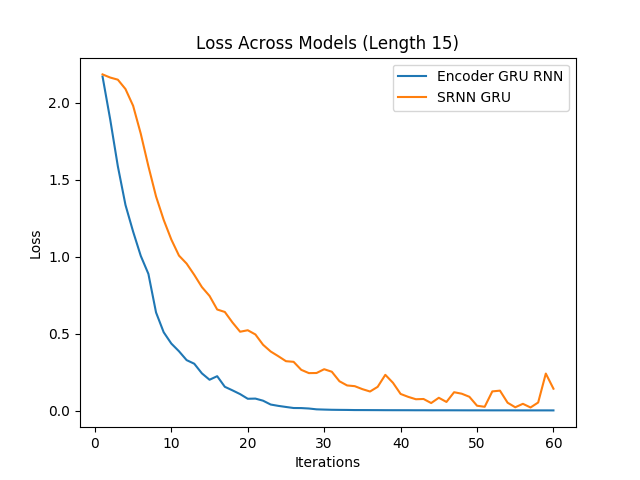 Loss Across Models (Length 15)
Encoder GRU RNN
SRNN GRU
Loss
2.0
1.5
1.0
0.5
0.0
0 10 20 30 40 50 60
Iterations